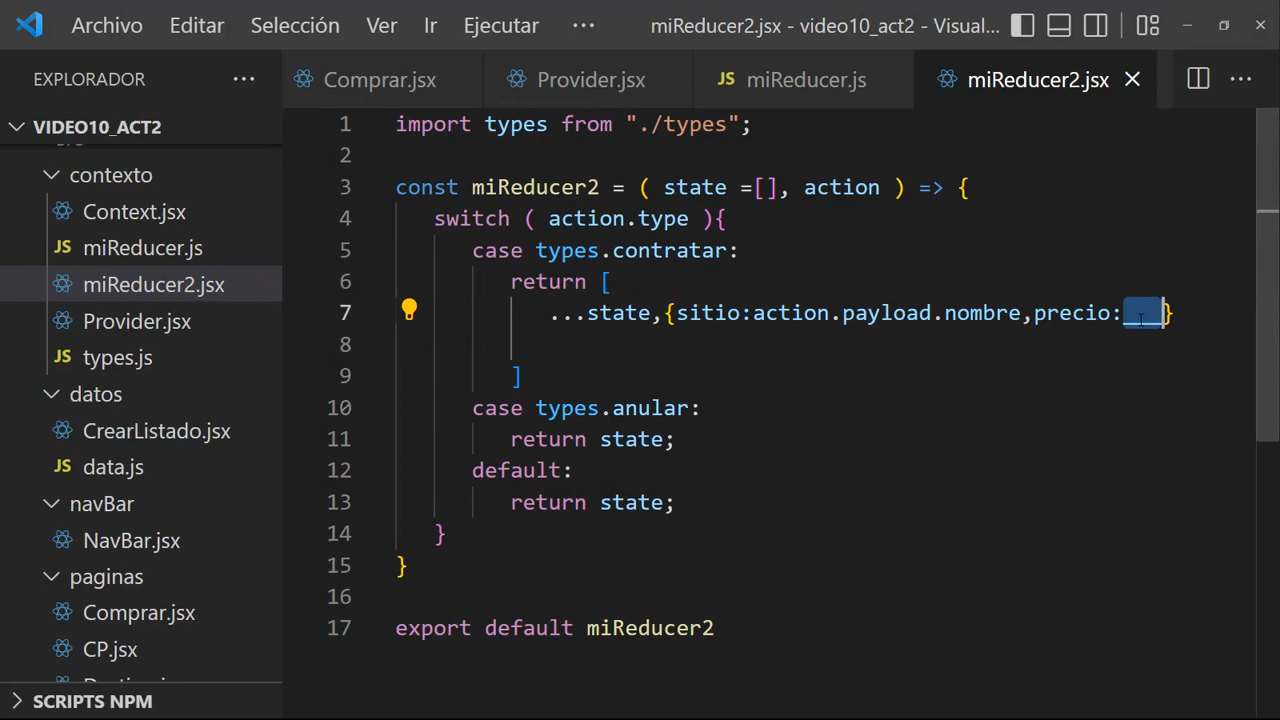 Archivo Editar Selección Ver Ir Ejecutar ··· miReducer2.jsx - video10_act2 - Visual...
EXPLORADOR ··· Comprar.jsx Provider.jsx JS miReducer.js miReducer2.jsx
VIDEO10_ACT2
contexto
Context.jsx
JS miReducer.js
miReducer2.jsx
Provider.jsx
JS types.js
datos
CrearListado.jsx
JS data.js
navBar
NavBar.jsx
paginas
Comprar.jsx
CP.jsx
SCRIPTS NPM
1 import types from "./types";
2
3 const miReducer2 = ( state =[], action ) => {
4 switch ( action.type ){
5 case types.contratar:
6 return [
7 ...state,{sitio:action.payload.nombre,precio:___}
8
9 ]
10 case types.anular:
11 return state;
12 default:
13 return state;
14 }
15 }
16
17 export default miReducer2